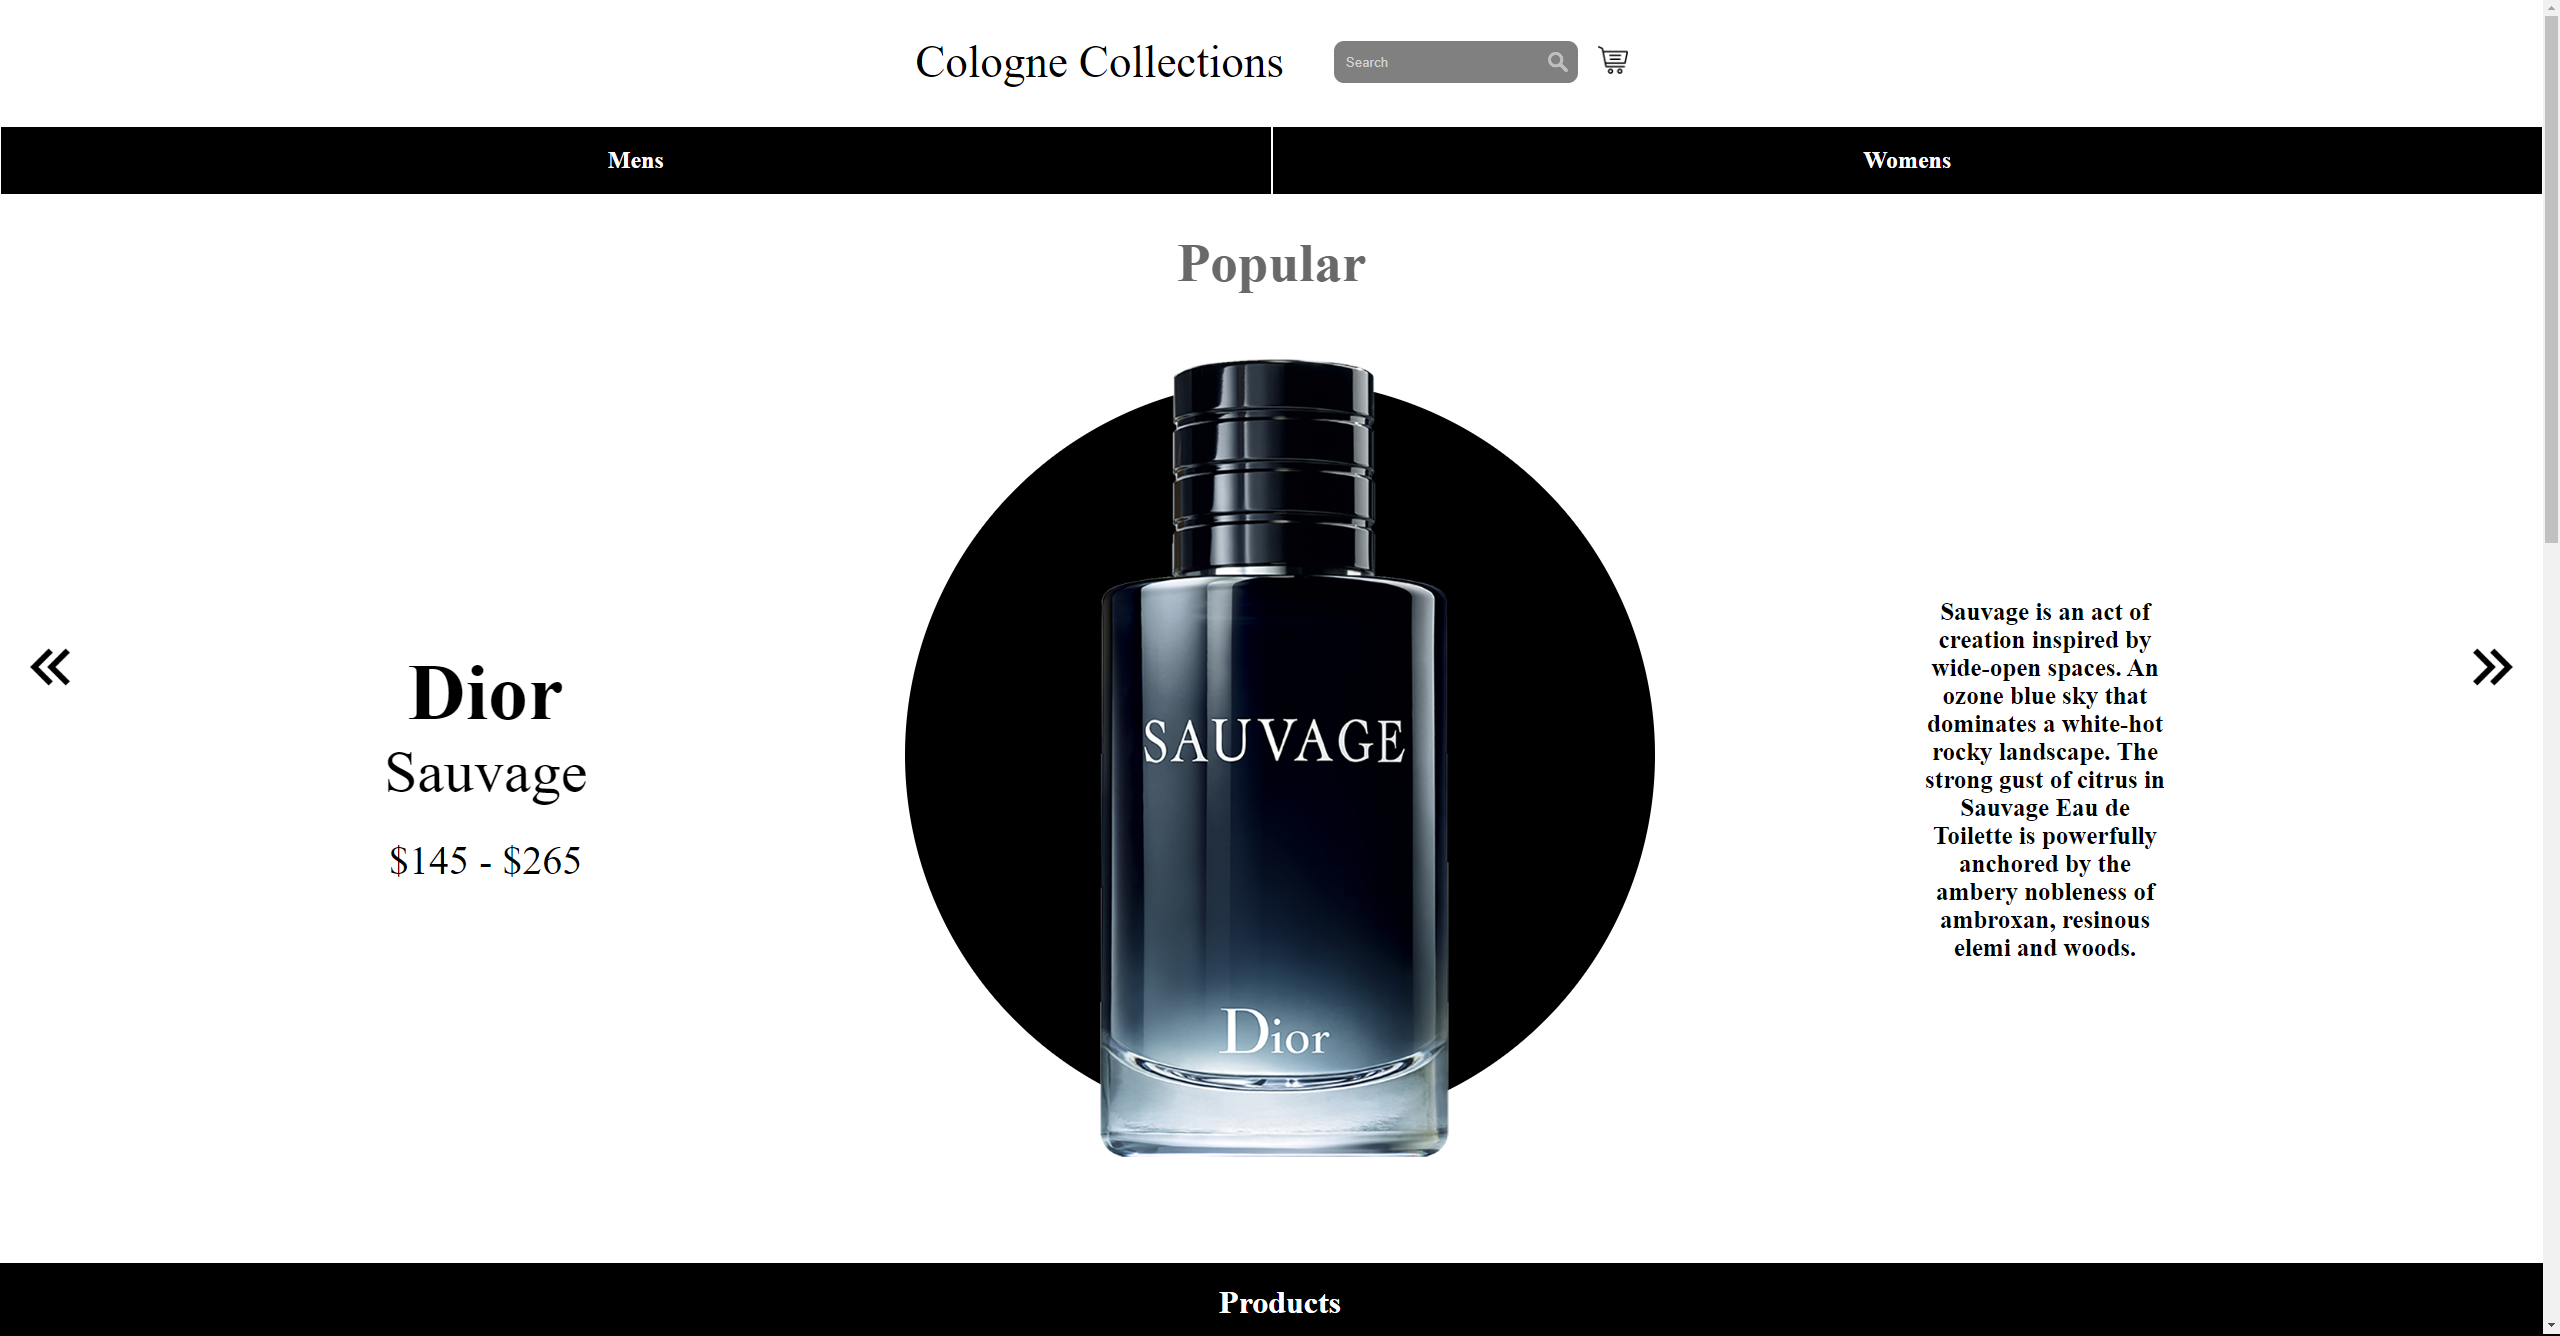 Cologne Collections
Search
Mens
Womens
Popular
Dior
Sauvage
$145 - $265
SAUVAGE
Dior
Sauvage is an act of
creation inspired by
wide-open spaces. An
ozone blue sky that
dominates a white-hot
rocky landscape. The
strong gust of citrus in
Sauvage Eau de
Toilette is powerfully
anchored by the
ambery nobleness of
ambroxan, resinous
elemi and woods.
Products